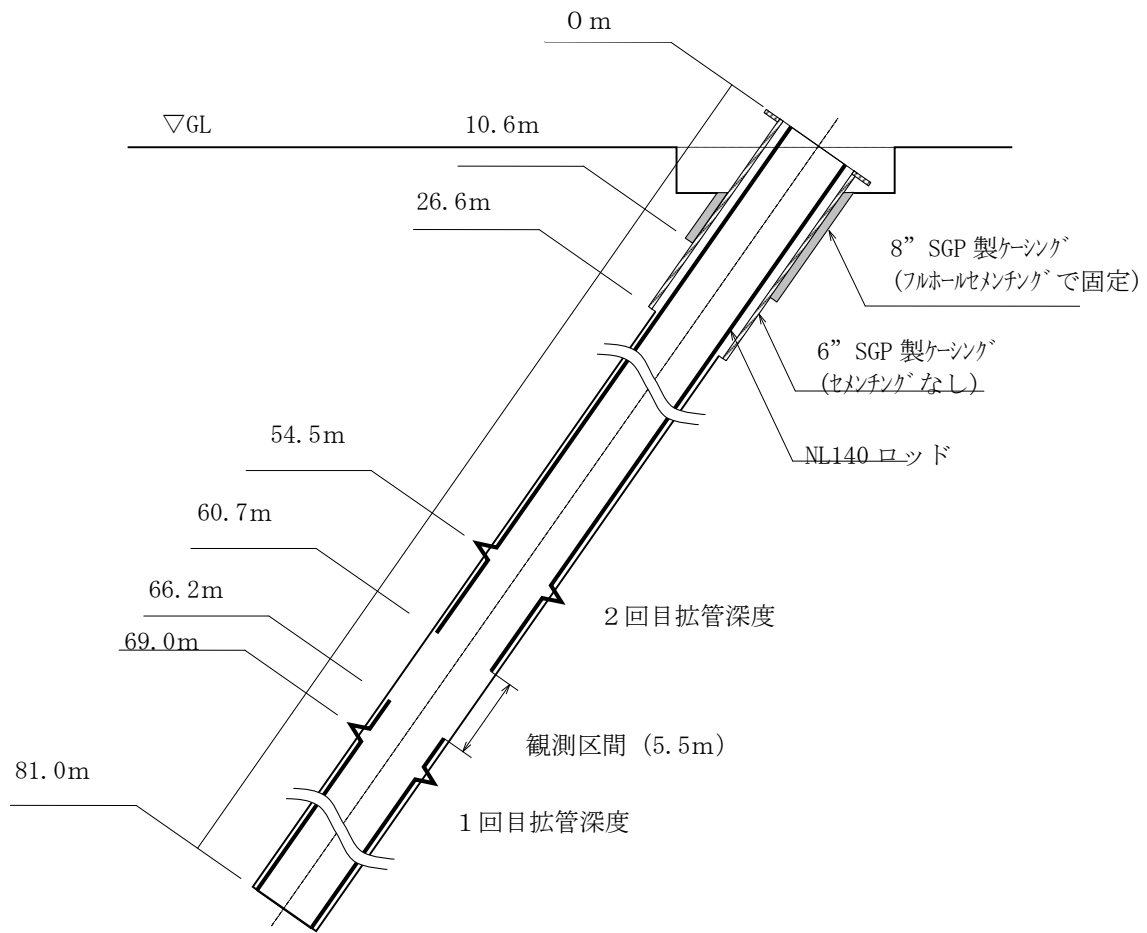 0 m
▽GL
10.6m
26.6m
8” SGP 製ｹｰｼﾝｸﾞ
(ﾌﾙﾎｰﾙｾﾒﾝﾁﾝｸﾞで固定)
6” SGP 製ｹｰｼﾝｸﾞ
(ｾﾒﾝﾁﾝｸﾞなし)
54.5m
NL140 ロッド
60.7m
66.2m
２回目拡管深度
69.0m
観測区間 (5.5m)
81.0m
１回目拡管深度